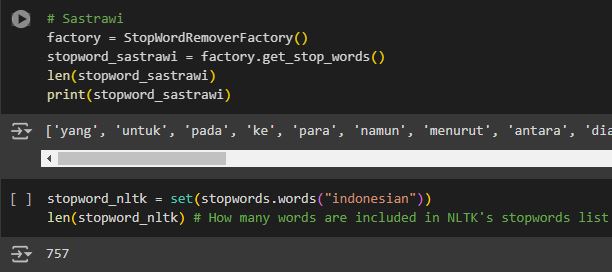 # Sastrawi
factory = StopWordRemoverFactory()
stopword_sastrawi = factory.get_stop_words()
len(stopword_sastrawi)
print(stopword_sastrawi)
['yang', 'untuk', 'pada', 'ke', 'para', 'namun', 'menurut', 'antara', 'dia
[ ] stopword_nltk = set(stopwords.words("indonesian"))
len(stopword_nltk) # How many words are included in NLTK's stopwords list
757